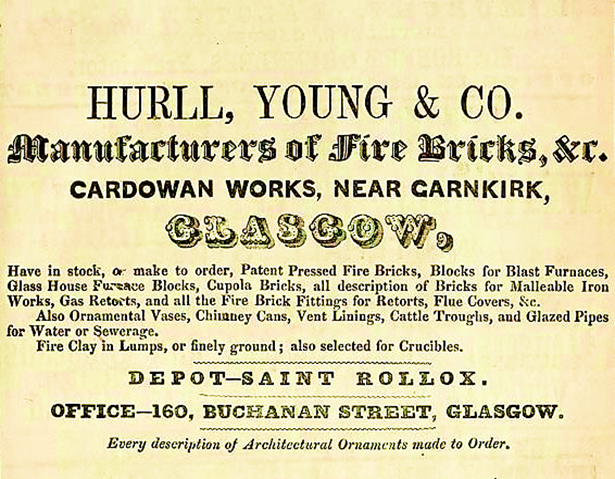 HURLL, YOUNG & CO.
Manufacturers of Fire Bricks, &c.
CARDOWAN WORKS, NEAR GARNKIRK,
GLASGOW,
Have in stock, or make to order, Patent Pressed Fire Bricks, Blocks for Blast Furnaces,
Glass House Furnace Blocks, Cupola Bricks, all description of Bricks for Malleable Iron
Works, Gas Retorts, and all the Fire Brick Fittings for Retorts, Flue Covers, &c.
Also Ornamental Vases, Chimney Cans, Vent Linings, Cattle Troughs, and Glazed Pipes
for Water or Sewerage.
Fire Clay in Lumps, or finely ground; also selected for Crucibles.
DEPOT—SAINT ROLLOX.
OFFICE—160, BUCHANAN STREET, GLASGOW.
Every description of Architectural Ornaments made to Order.